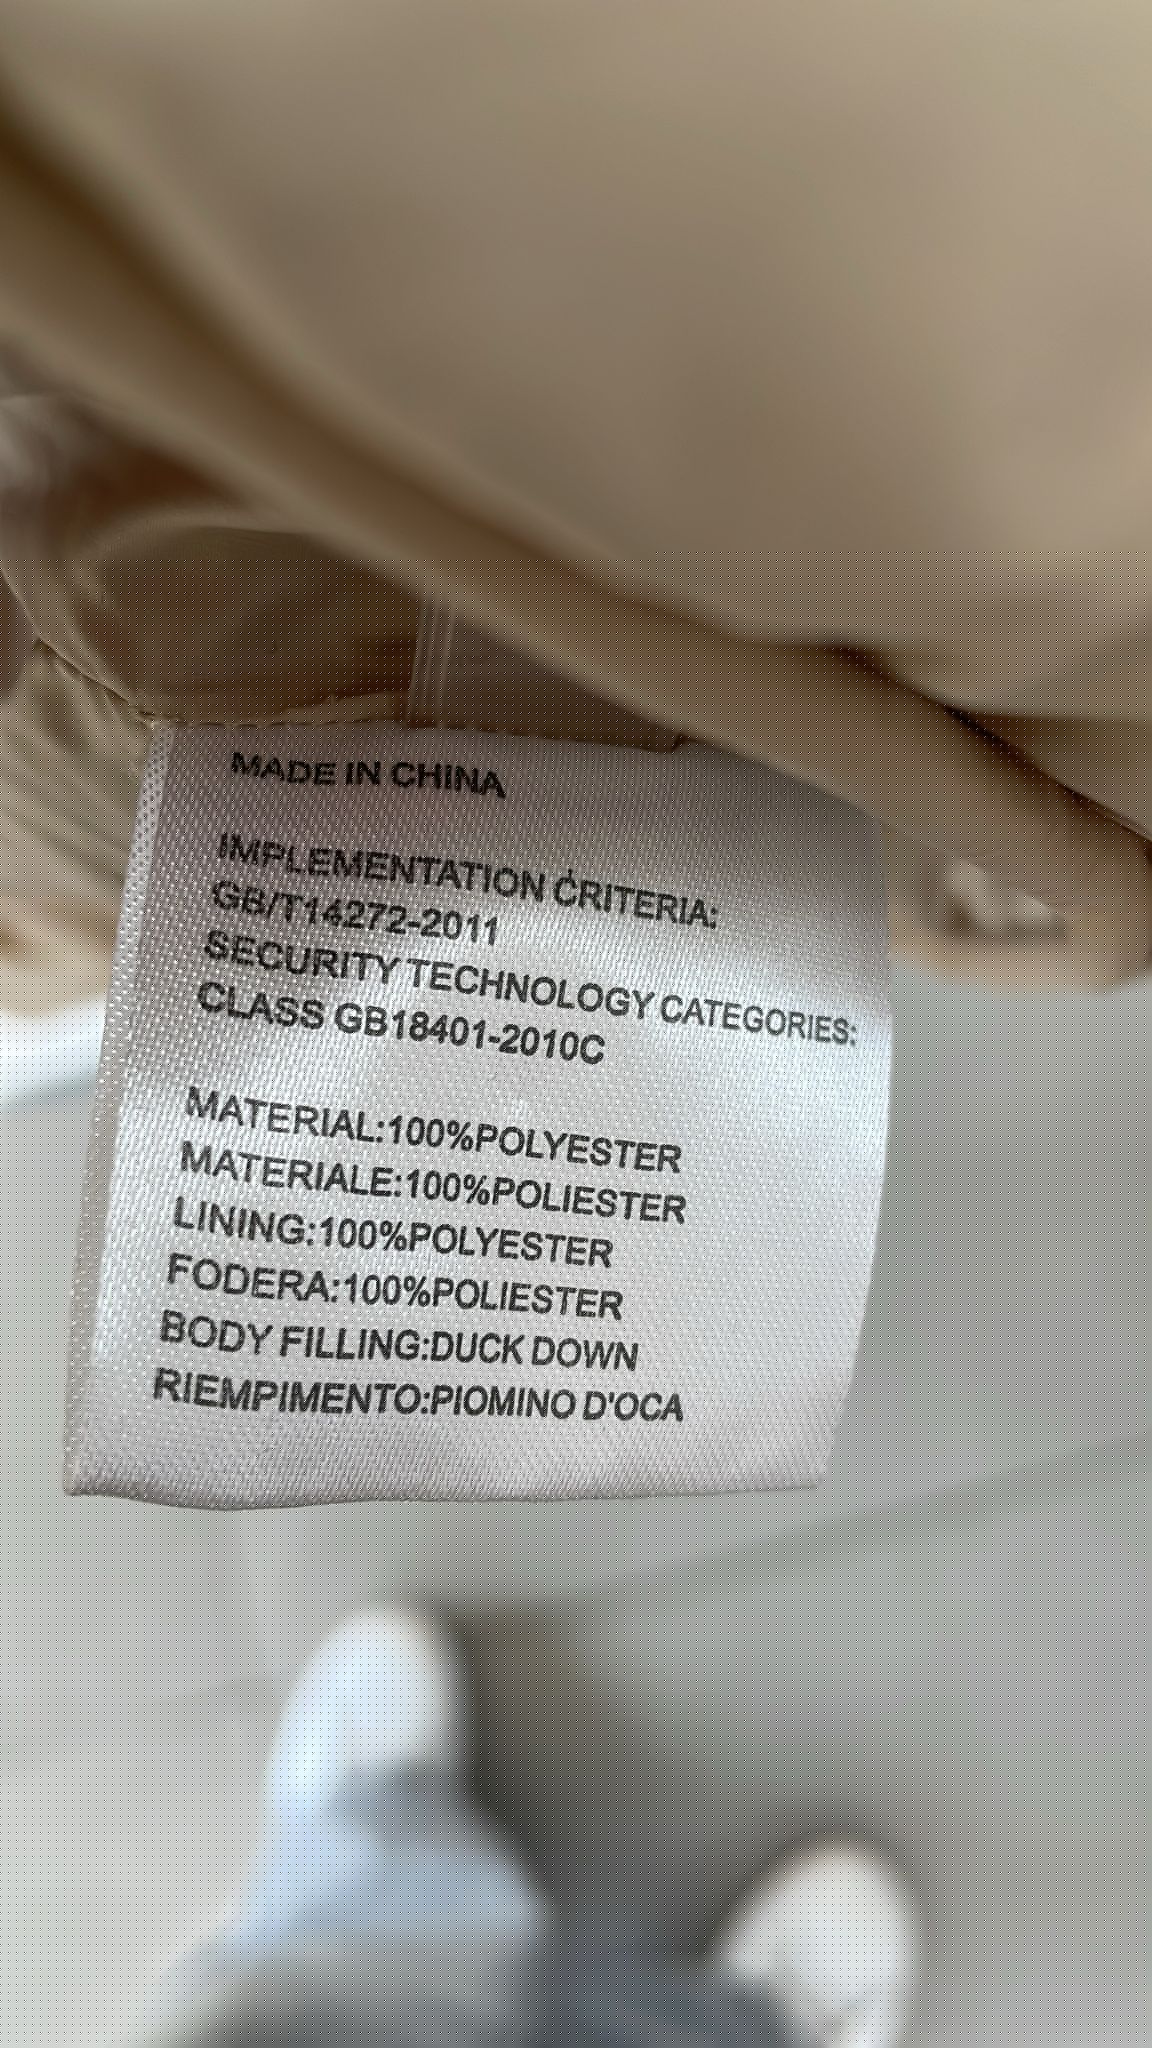 MADE IN CHINA
IMPLEMENTATION CRITERIA:
GB/T14272-2011
SECURITY TECHNOLOGY CATEGORIES:
CLASS GB18401-2010C
MATERIAL:100%POLYESTER
MATERIALE:100%POLIESTER
LINING:100%POLYESTER
FODERA:100%POLIESTER
BODY FILLING:DUCK DOWN
RIEMPIMENTO:PIOMINO D'OCA